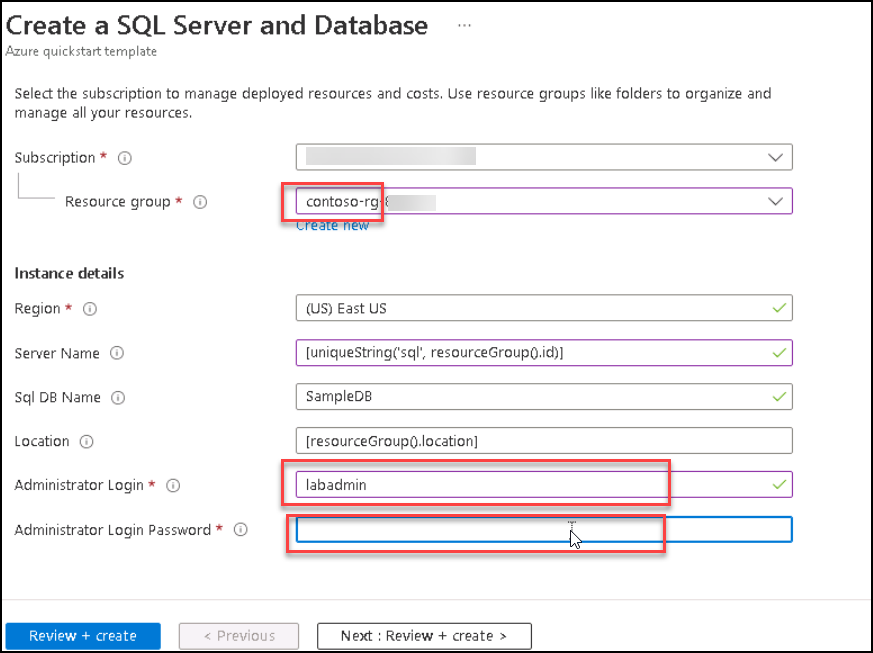 Create a SQL Server and Database ...
Azure quickstart template
Select the subscription to manage deployed resources and costs. Use resource groups like folders to organize and
manage all your resources.
Subscription *
Resource group * contoso-rg-
Create new
Instance details
Region * (US) East US
Server Name [uniqueString('sql', resourceGroup().id)]
Sql DB Name SampleDB
Location [resourceGroup().location]
Administrator Login * labadmin
Administrator Login Password *
Review + create < Previous Next : Review + create >